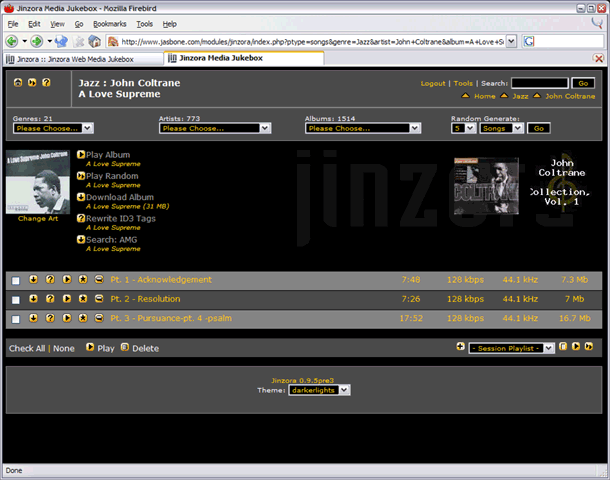 Jinzora Media Jukebox - Mozilla Firebird
File Edit View Go Bookmarks Tools Help
http://www.jasbone.com/modules/jinzora/index.php?ptype=songs&genre=Jazz&artist=John+Coltrane&album=A+Love+S
Jinzora :: Jinzora Web Media Jukebox Jinzora Media Jukebox
Jazz : John Coltrane
A Love Supreme
Logout | Tools | Search: Go
Home Jazz John Coltrane
Genres: 21 Artists: 773 Albums: 1514 Random Generate:
Please Choose... Please Choose... Please Choose... 5 Songs Go
jinzora
A Love Supreme/John Coltrane
Change Art
Play Album
A Love Supreme
Play Random
A Love Supreme
Download Album
A Love Supreme (31 MB)
Rewrite ID3 Tags
A Love Supreme
Search: AMG
A Love Supreme
COLTRANE
John
Coltrane
Collection,
Vol. 1
Pt. 1 - Acknowledgement 7:48 128 kbps 44.1 kHz 7.3 Mb
Pt. 2 - Resolution 7:26 128 kbps 44.1 kHz 7 Mb
Pt. 3 - Pursuance-pt. 4 -psalm 17:52 128 kbps 44.1 kHz 16.7 Mb
Check All | None Play Delete - Session Playlist -
Jinzora 0.9.5pre3
Theme: darkerlights
Done